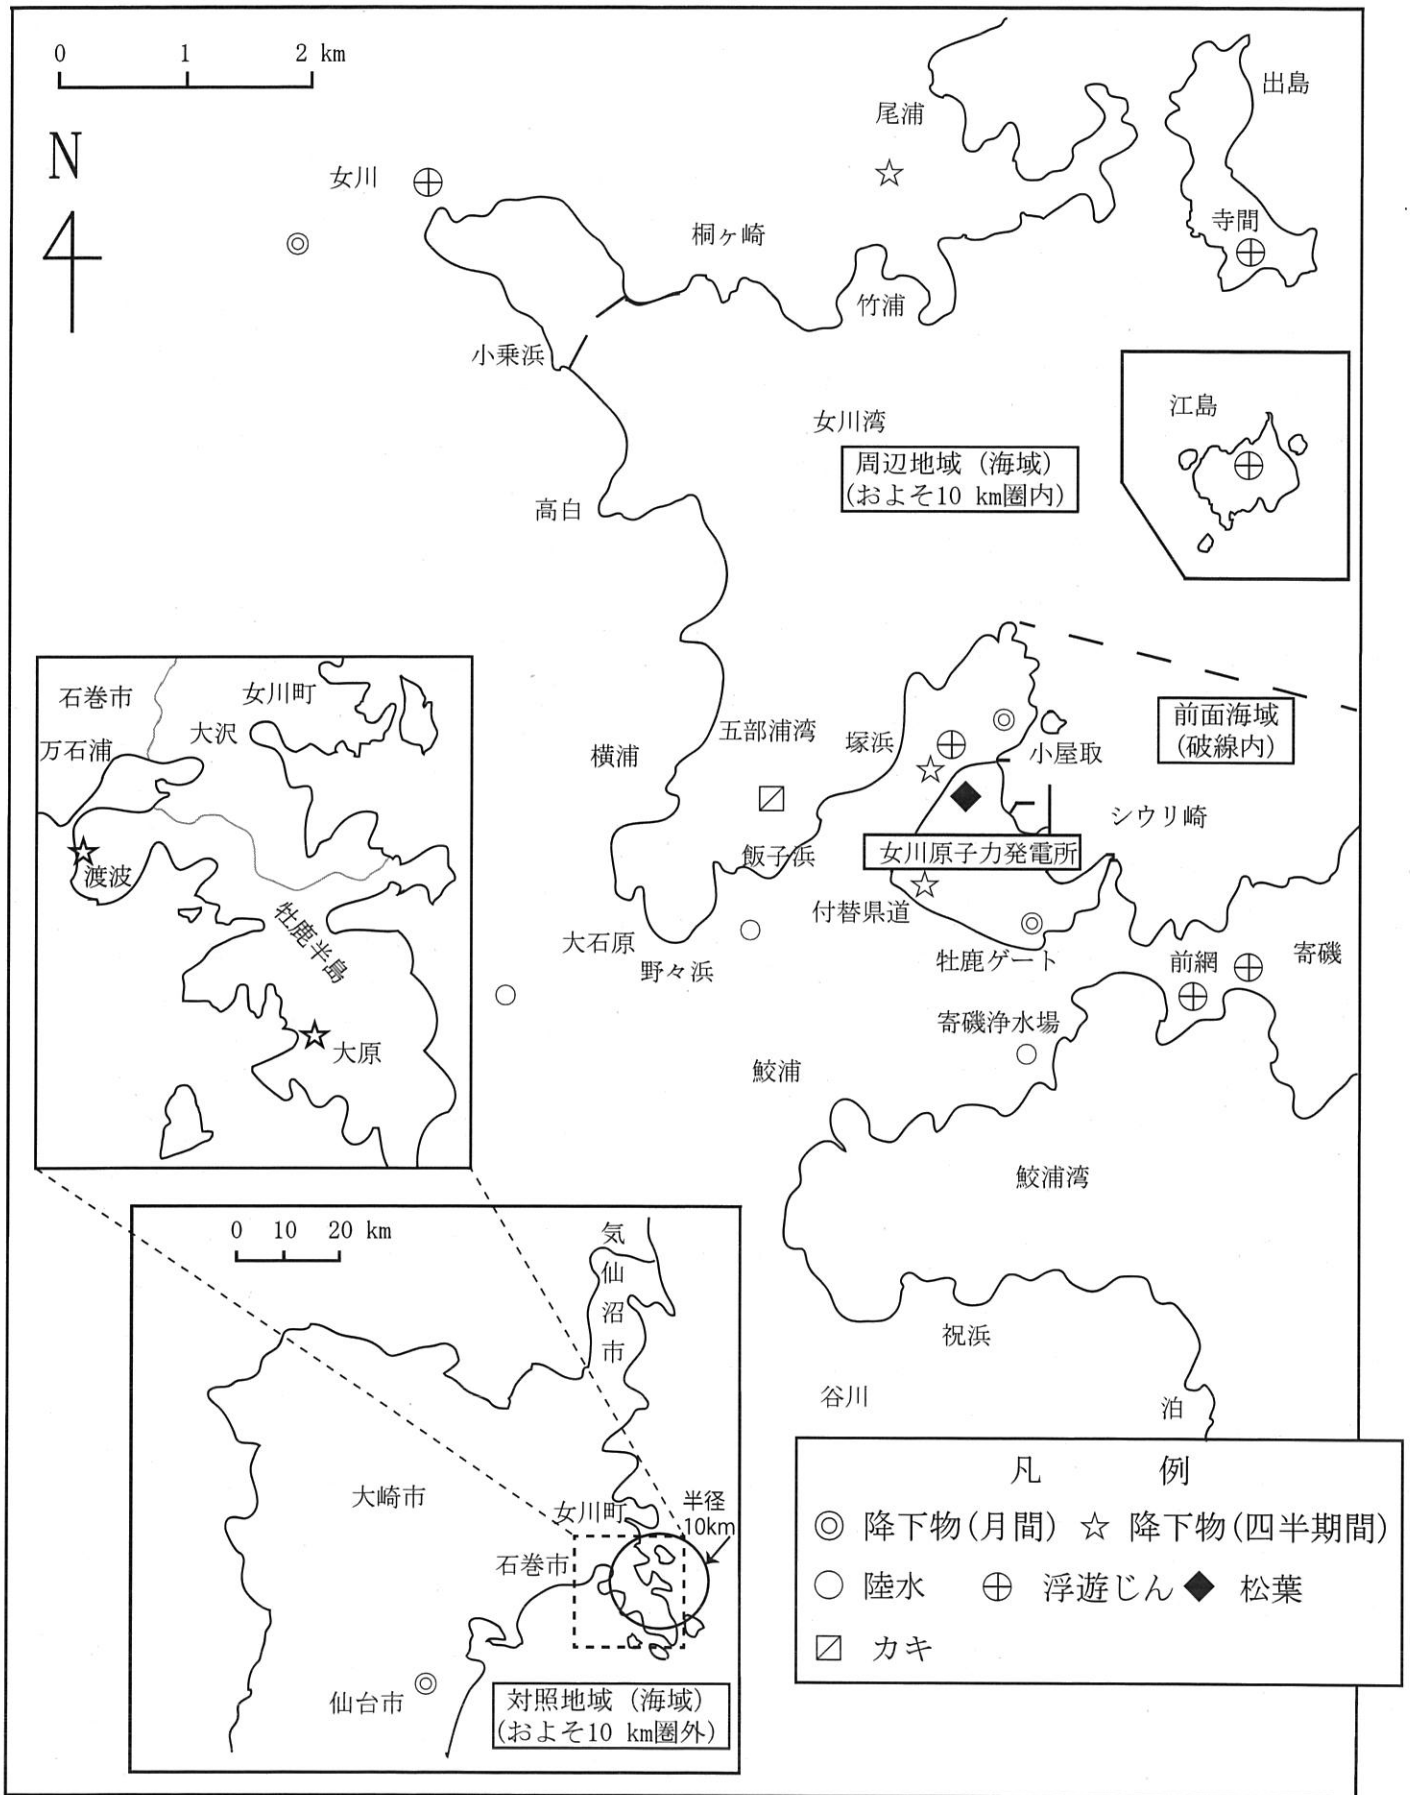 0 1 2 km
N
出島
尾浦
女川
寺間
桐ヶ崎
竹浦
小乗浜
江島
女川湾
周辺地域（海域）
(およそ10 km圏内)
高白
石巻市
女川町
万石浦
大沢
渡波
牡鹿半島
大原
前面海域
(破線内)
五部浦湾
塚浜
小屋取
横浦
シウリ崎
飯子浜
女川原子力発電所
付替県道
大石原
野々浜
牡鹿ゲート
前網
寄磯
寄磯浄水場
鮫浦
鮫浦湾
祝浜
谷川
泊
0 10 20 km
気仙沼市
大崎市
女川町
半径
10km
石巻市
仙台市
対照地域（海域）
(およそ10 km圏外)
凡 例
◎ 降下物(月間) ☆ 降下物(四半期間)
○ 陸水 ⊕ 浮遊じん ◆ 松葉
〼 カキ